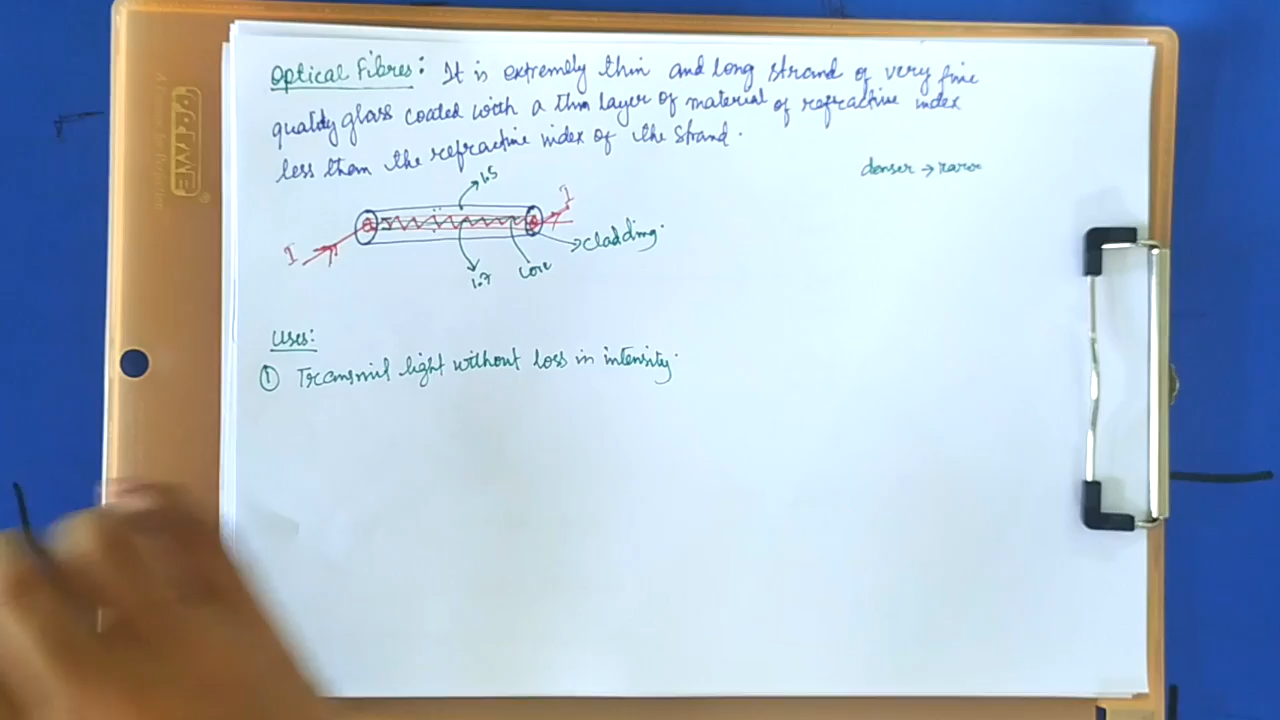 Optical Fibres: It is extremely thin and long strand of very fine
quality glass coated with a thin layer of material of refractive index
less than the refractive index of the strand.
denser → rarer
1.5
I
I
cladding.
core
1.7
Uses:
① Transmit light without loss in intensity.